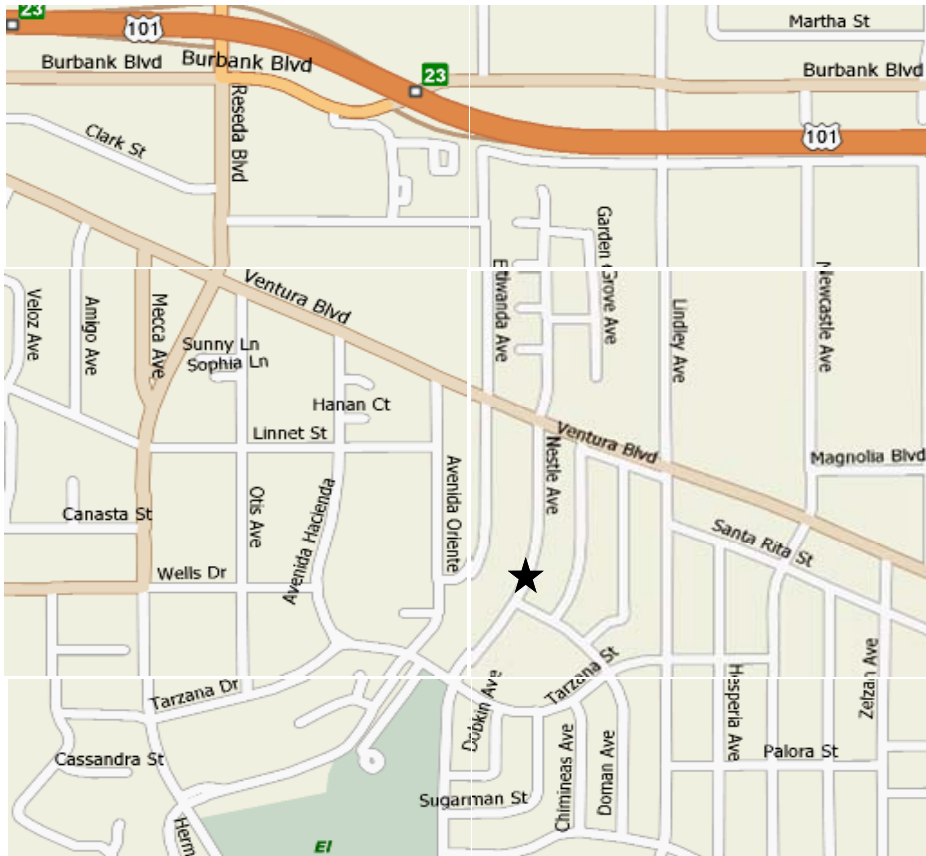 23
101
Martha St
Burbank Blvd
Burbank Blvd
23
Burbank Blvd
Reseda Blvd
Clark St
101
Garden Grove Ave
Etiwanda Ave
Newcastle Ave
Ventura Blvd
Veloz Ave
Amigo Ave
Mecca Ave
Lindley Ave
Sunny Ln
Sophia Ln
Hanan Ct
Linnet St
Ventura Blvd
Nestle Ave
Magnolia Blvd
Avenida Oriente
Otis Ave
Avenida Hacienda
Canasta St
Santa Rita St
Wells Dr
Zelzah Ave
Tarzana St
Hesperia Ave
Tarzana Dr
Dobkin Ave
Cassandra St
Chimineas Ave
Doman Ave
Palora St
Sugarman St
Herm
El